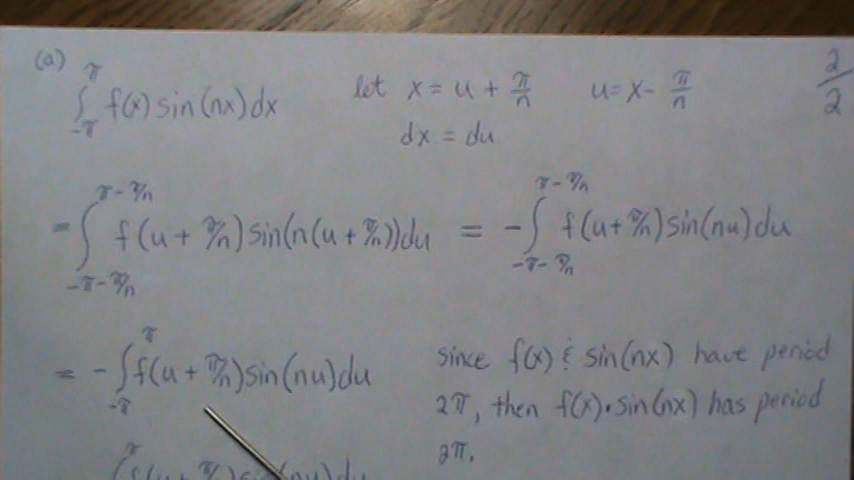 (a)
∫_{-π}^{π} f(x) sin(nx) dx   let x = u + π/n   u = x - π/n   2/2
dx = du
= ∫_{-π-π/n}^{π-π/n} f(u + π/n) sin(n(u + π/n)) du = -∫_{-π-π/n}^{π-π/n} f(u + π/n) sin(nu) du
= -∫_{-π}^{π} f(u + π/n) sin(nu) du   since f(x) & sin(nx) have period
2π, then f(x)·sin(nx) has period
2π.